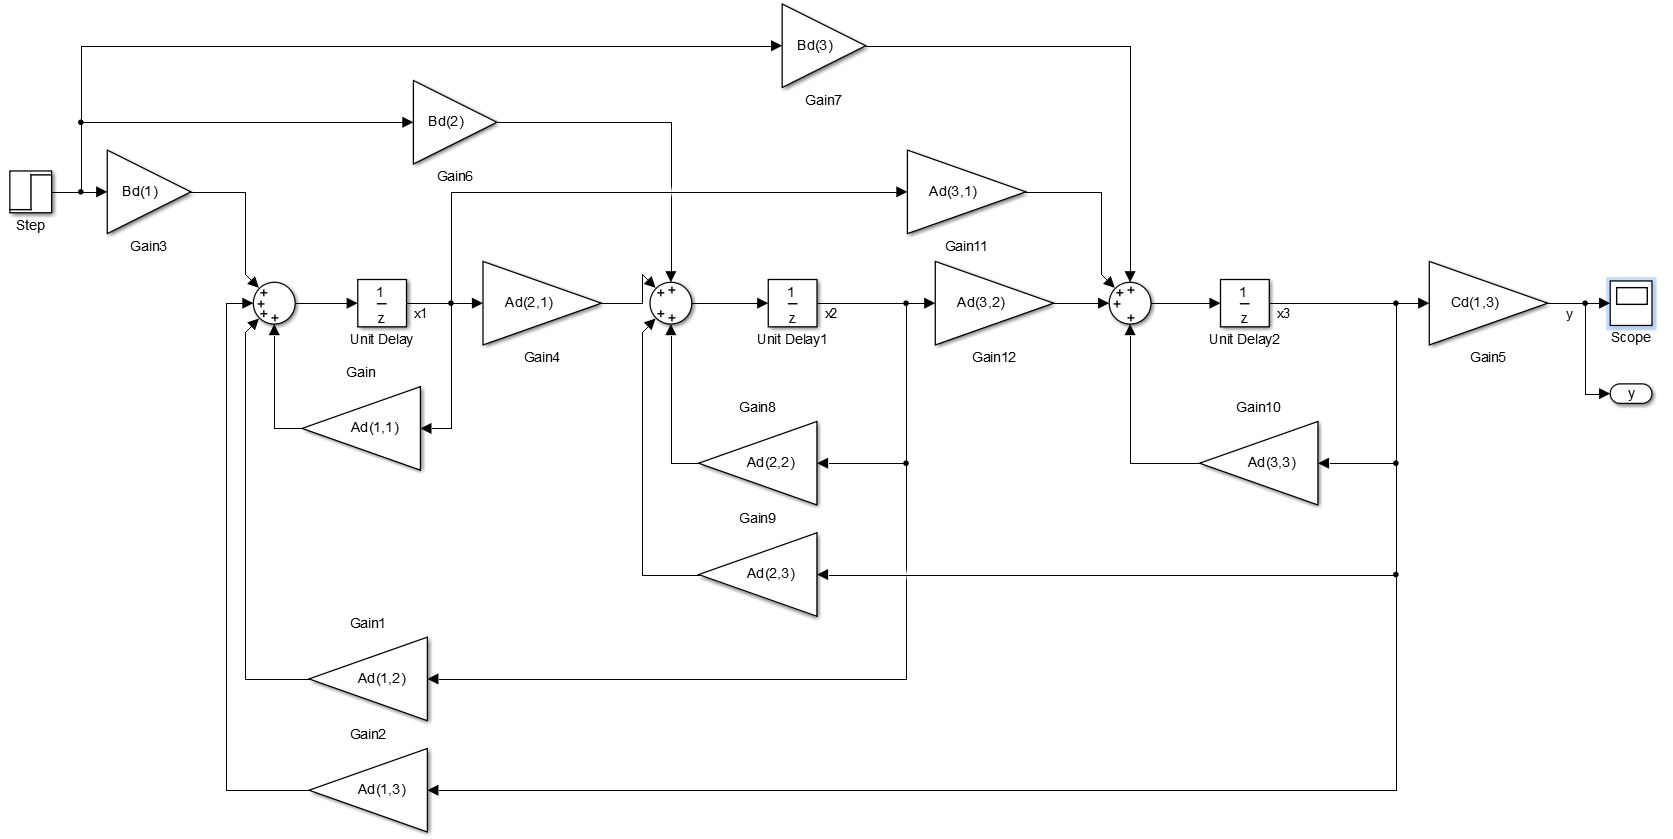 Bd(3)
Gain7
Bd(2)
Gain6
Step
Bd(1)
Gain3
Ad(3,1)
Gain11
+
+
+
+
1
z
x1
Unit Delay
Ad(2,1)
Gain4
+ +
+ +
1
z
x2
Unit Delay1
Ad(3,2)
Gain12
+ +
+
+
1
z
x3
Unit Delay2
Cd(1,3)
Gain5
y
Scope
y
Gain
Ad(1,1)
Gain8
Ad(2,2)
Gain10
Ad(3,3)
Gain9
Ad(2,3)
Gain1
Ad(1,2)
Gain2
Ad(1,3)